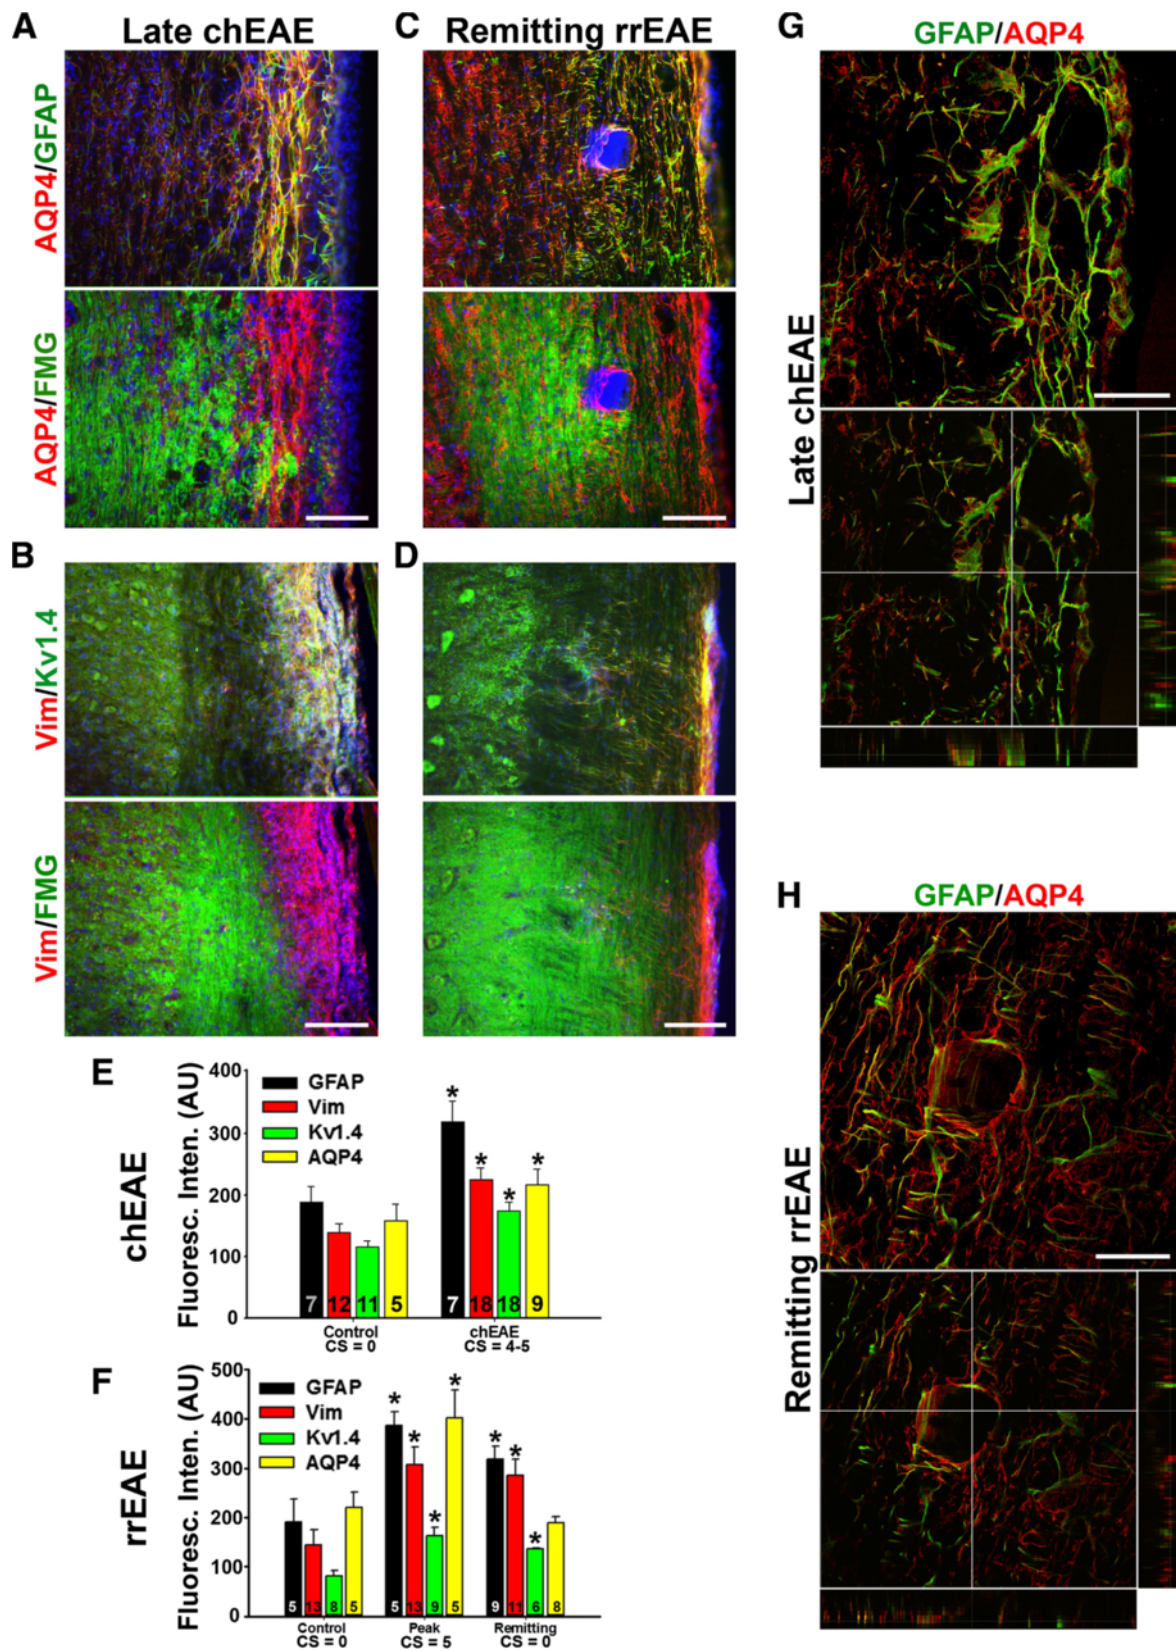 A
Late chEAE
AQP4/GFAP
AQP4/FMG
B
Vim/Kv1.4
Vim/FMG
C
Remitting rrEAE
D
E
chEAE
Fluoresc. Inten. (AU)
400
300
200
100
0
GFAP
Vim
Kv1.4
AQP4
7
12
11
5
*
*
*
*
7
18
18
9
Control
CS = 0
chEAE
CS = 4-5
F
rrEAE
Fluoresc. Inten. (AU)
500
400
300
200
100
0
GFAP
Vim
Kv1.4
AQP4
5
13
8
5
*
*
*
*
5
13
9
5
*
*
*
9
11
6
8
Control
CS = 0
Peak
CS = 5
Remitting
CS = 0
G
GFAP/AQP4
Late chEAE
H
GFAP/AQP4
Remitting rrEAE